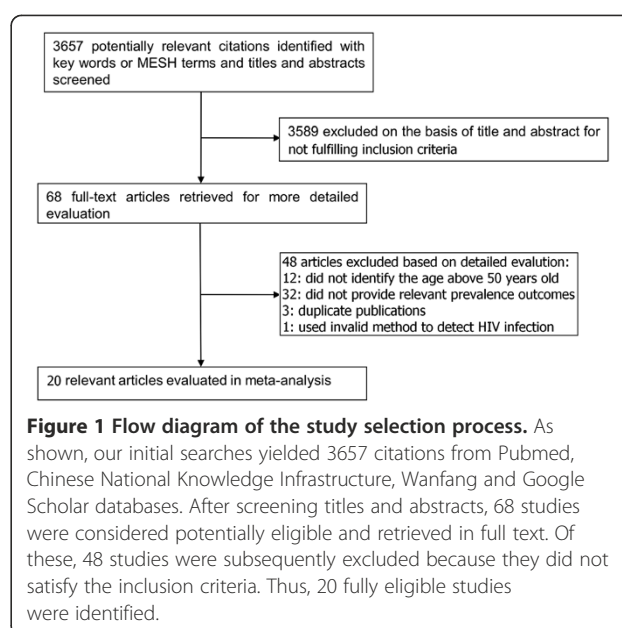 3657 potentially relevant citations identified with
key words or MESH terms and titles and abstracts
screened
3589 excluded on the basis of title and abstract for
not fulfilling inclusion criteria
68 full-text articles retrieved for more detailed
evaluation
48 articles excluded based on detailed evalution:
12: did not identify the age above 50 years old
32: did not provide relevant prevalence outcomes
3: duplicate publications
1: used invalid method to detect HIV infection
20 relevant articles evaluated in meta-analysis
Figure 1 Flow diagram of the study selection process. As
shown, our initial searches yielded 3657 citations from Pubmed,
Chinese National Knowledge Infrastructure, Wanfang and Google
Scholar databases. After screening titles and abstracts, 68 studies
were considered potentially eligible and retrieved in full text. Of
these, 48 studies were subsequently excluded because they did not
satisfy the inclusion criteria. Thus, 20 fully eligible studies
were identified.